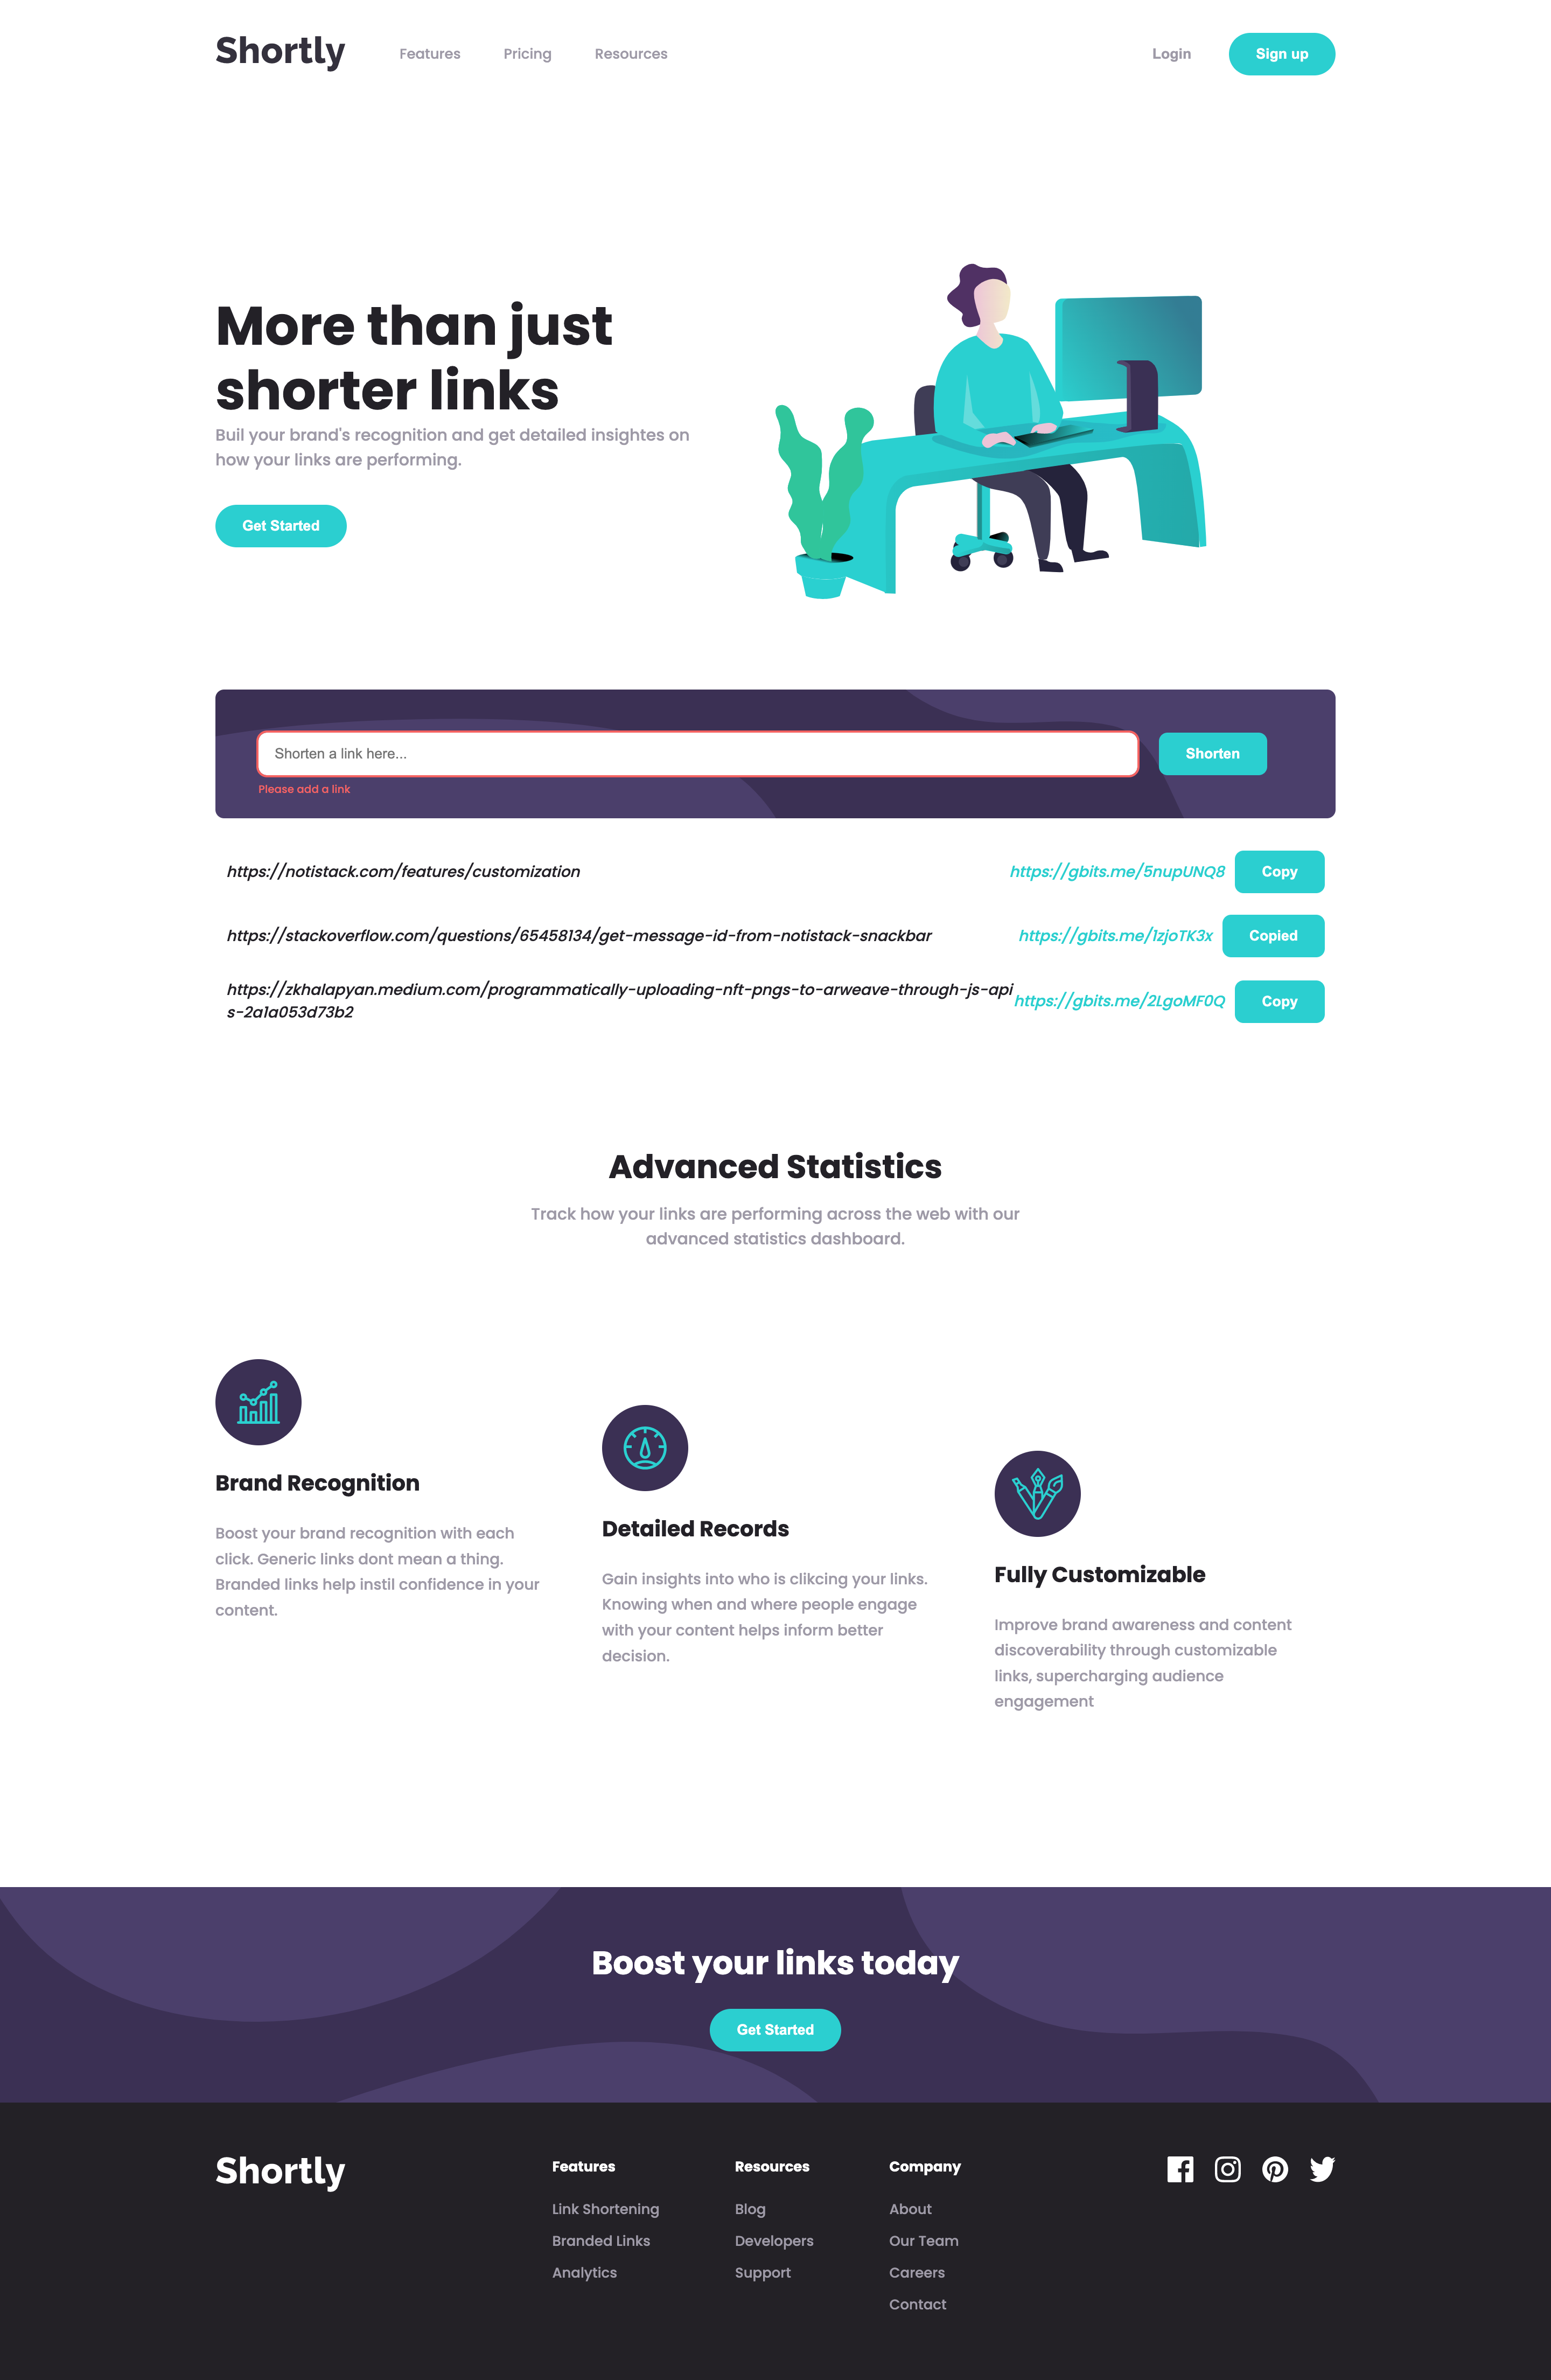 Shortly
Features
Pricing
Resources
Login
Sign up
More than just
shorter links
Buil your brand's recognition and get detailed insightes on
how your links are performing.
Get Started
Shorten a link here...
Shorten
Please add a link
https://notistack.com/features/customization
https://gbits.me/5nupUNQ8
Copy
https://stackoverflow.com/questions/65458134/get-message-id-from-notistack-snackbar
https://gbits.me/1zjoTK3x
Copied
https://zkhalapyan.medium.com/programmatically-uploading-nft-pngs-to-arweave-through-js-api
s-2a1a053d73b2
https://gbits.me/2LgoMF0Q
Copy
Advanced Statistics
Track how your links are performing across the web with our
advanced statistics dashboard.
Brand Recognition
Boost your brand recognition with each
click. Generic links dont mean a thing.
Branded links help instil confidence in your
content.
Detailed Records
Gain insights into who is clikcing your links.
Knowing when and where people engage
with your content helps inform better
decision.
Fully Customizable
Improve brand awareness and content
discoverability through customizable
links, supercharging audience
engagement
Boost your links today
Get Started
Shortly
Features
Link Shortening
Branded Links
Analytics
Resources
Blog
Developers
Support
Company
About
Our Team
Careers
Contact